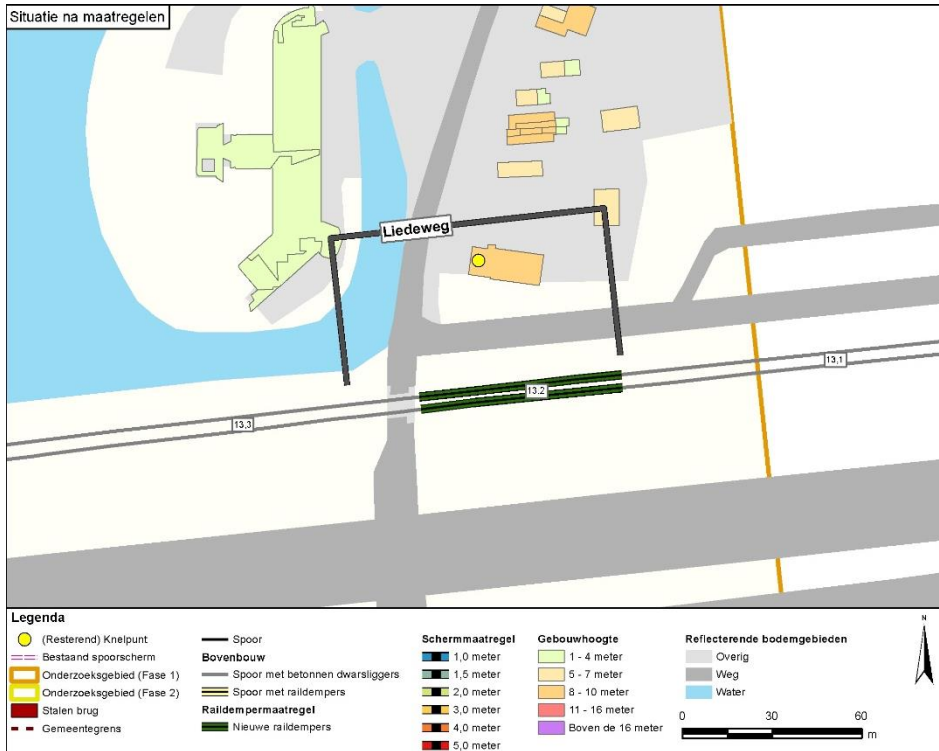 Situatie na maatregelen
Liedeweg
13,1
13,2
13,3
Legenda
(Resterend) Knelpunt
Bestaand spoorscherm
Onderzoeksgebied (Fase 1)
Onderzoeksgebied (Fase 2)
Stalen brug
Gemeentegrens
Spoor
Bovenbouw
Spoor met betonnen dwarsliggers
Spoor met raildempers
Raildempermaatregel
Nieuwe raildempers
Schermmaatregel
1,0 meter
1,5 meter
2,0 meter
3,0 meter
4,0 meter
5,0 meter
Gebouwhoogte
1 - 4 meter
5 - 7 meter
8 - 10 meter
11 - 16 meter
Boven de 16 meter
Reflecterende bodemgebieden
Overig
Weg
Water
0 30 60
m
N